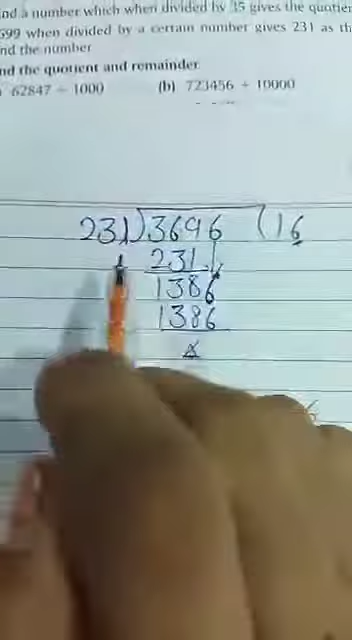 nd a number which when divided by 35 gives the quotien
699 when divided by a certain number gives 231 as th
nd the number
nd the quotient and remainder
62847 ÷ 1000 (b) 723456 ÷ 10000
231)3696(16
231
1386
1386